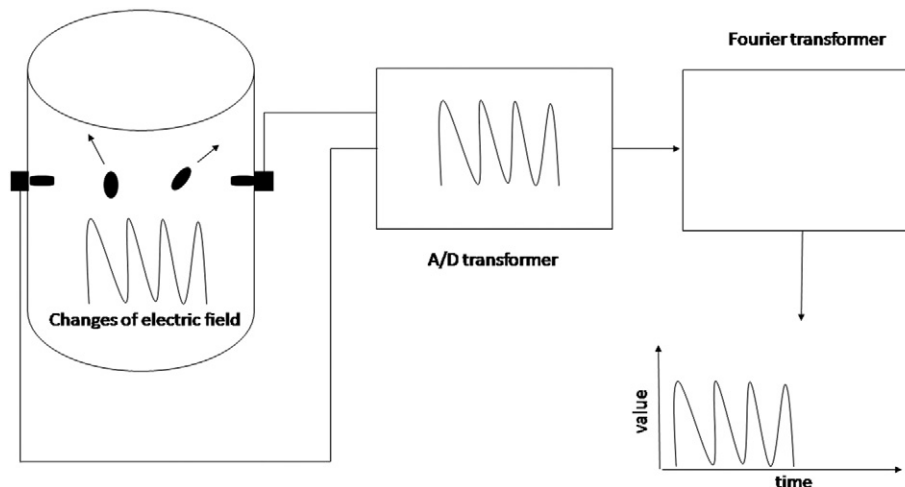 Fourier transformer
A/D transformer
Changes of electric field
value
time